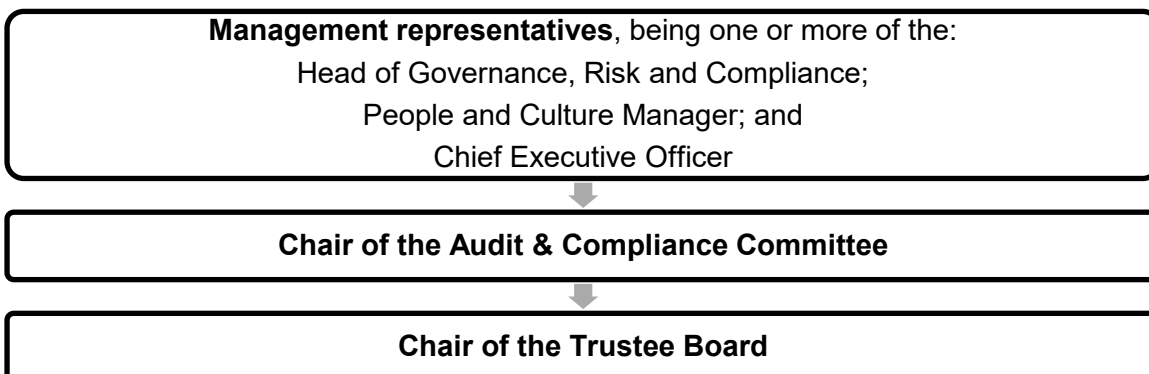 Management representatives, being one or more of the:
Head of Governance, Risk and Compliance;
People and Culture Manager; and
Chief Executive Officer
Chair of the Audit & Compliance Committee
Chair of the Trustee Board